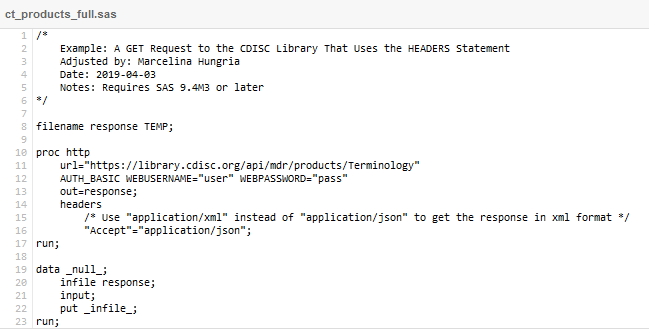 ct_products_full.sas
1 /*
2 Example: A GET Request to the CDISC Library That Uses the HEADERS Statement
3 Adjusted by: Marcelina Hungria
4 Date: 2019-04-03
5 Notes: Requires SAS 9.4M3 or later
6 */
7
8 filename response TEMP;
9
10 proc http
11 url="https://library.cdisc.org/api/mdr/products/Terminology"
12 AUTH_BASIC WEBUSERNAME="user" WEBPASSWORD="pass"
13 out=response;
14 headers
15 /* Use "application/xml" instead of "application/json" to get the response in xml format */
16 "Accept"="application/json";
17 run;
18
19 data _null_;
20 infile response;
21 input;
22 put _infile_;
23 run;